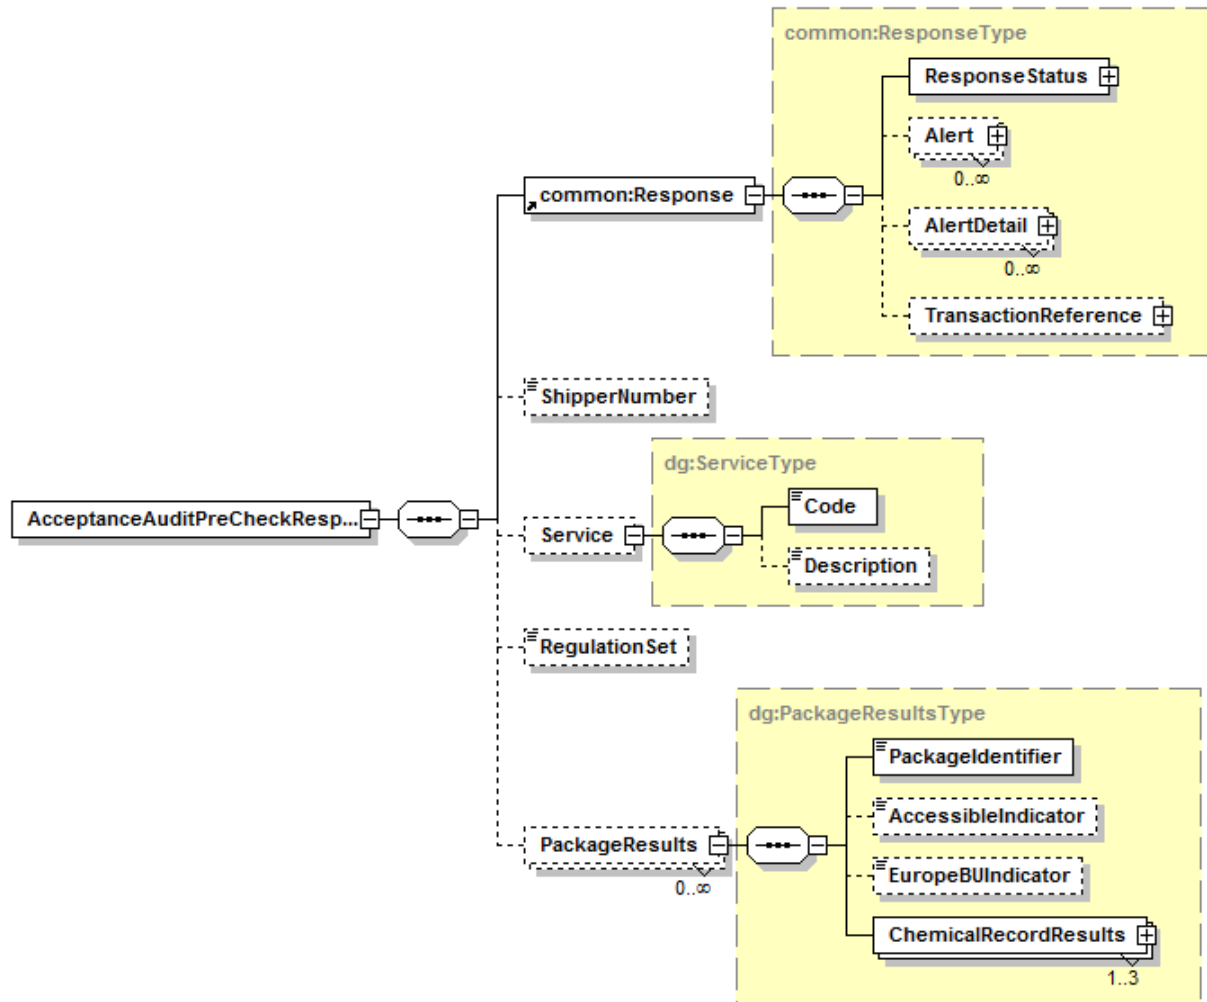 common:ResponseType
ResponseStatus
Alert
0..∞
common:Response
AlertDetail
0..∞
TransactionReference
ShipperNumber
dg:ServiceType
Code
AcceptanceAuditPreCheckResp...
Service
Description
RegulationSet
dg:PackageResultsType
PackageIdentifier
AccessibleIndicator
PackageResults
0..∞
EuropeBUIndicator
ChemicalRecordResults
1..3